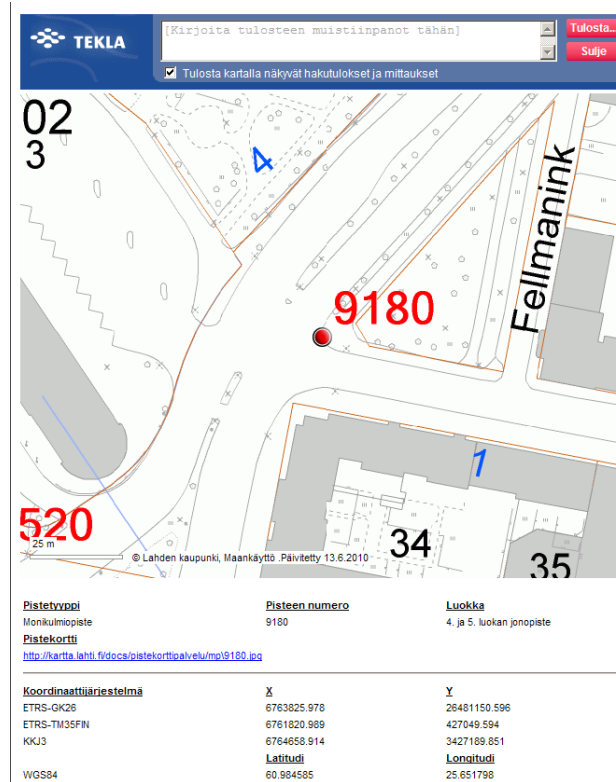 TEKLA
[Kirjoita tulosteen muistiinpanot tähän]
Tulosta...
Sulje
Tulosta kartalla näkyvät hakutulokset ja mittaukset
02
3
4
Fellmanink
9180
1
520
25 m
© Lahden kaupunki, Maankäyttö .Päivitetty 13.6.2010
34
35
Pistetyyppi Pisteen numero Luokka
Monikulmiopiste 9180 4. ja 5. luokan jonopiste
Pistekortti
http://kartta.lahti.fi/docs/pistekorttipalvelu/mp\9180.jpg
Koordinaattijärjestelmä X Y
ETRS-GK26 6763825.978 26481150.596
ETRS-TM35FIN 6761820.989 427049.594
KKJ3 6764658.914 3427189.851
Latitudi Longitudi
WGS84 60.984585 25.651798